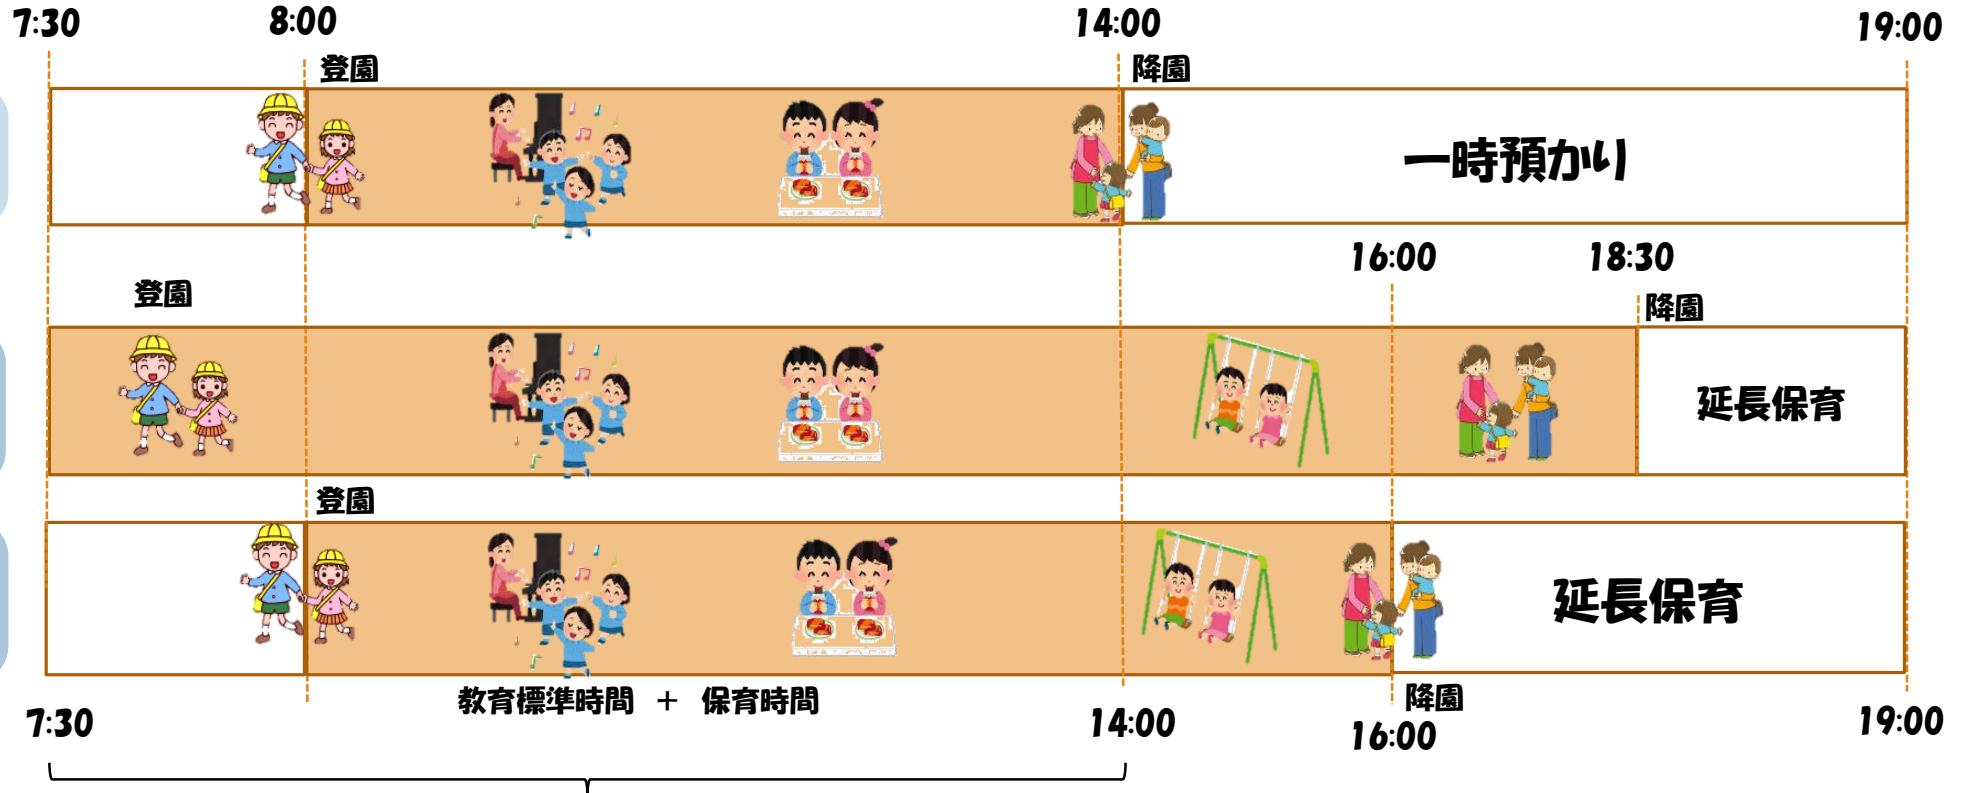 7:30 8:00 14:00 19:00
登園 降園
一時預かり
16:00 18:30
登園 降園
延長保育
登園
延長保育
教育標準時間 + 保育時間 降園
7:30 14:00 16:00 19:00